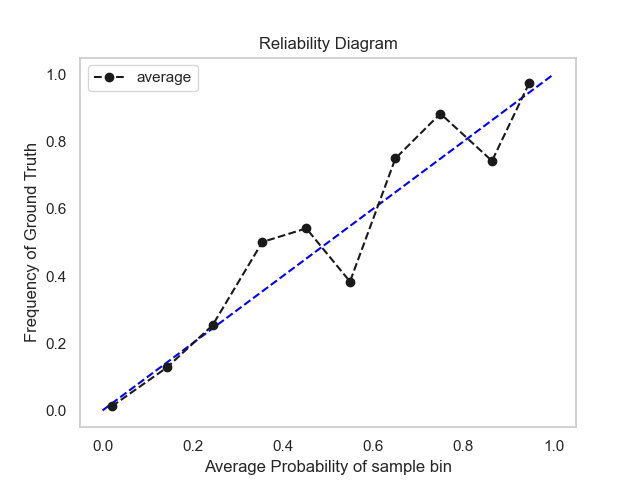 Reliability Diagram
average
Frequency of Ground Truth
1.0
0.8
0.6
0.4
0.2
0.0
0.0 0.2 0.4 0.6 0.8 1.0
Average Probability of sample bin